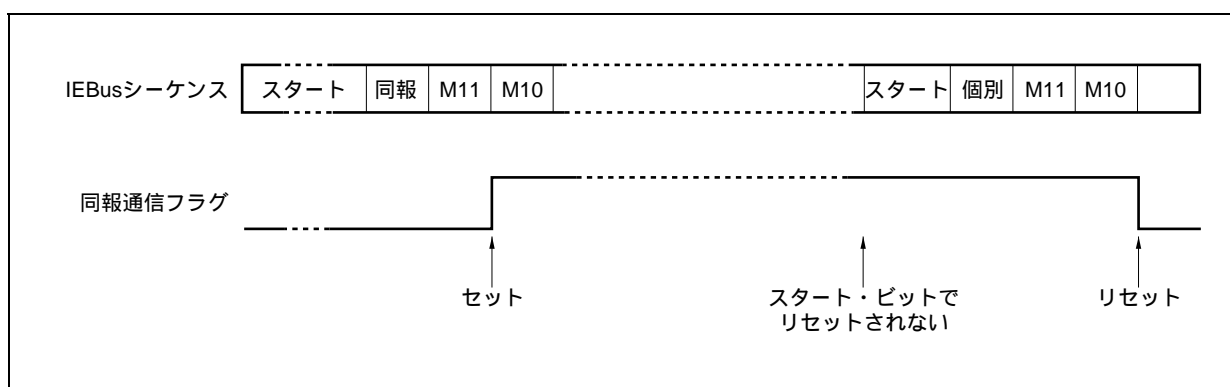 IEBusシーケンス スタート 同報 M11 M10 スタート 個別 M11 M10
同報通信フラグ
セット
スタート・ビットで
リセットされない
リセット